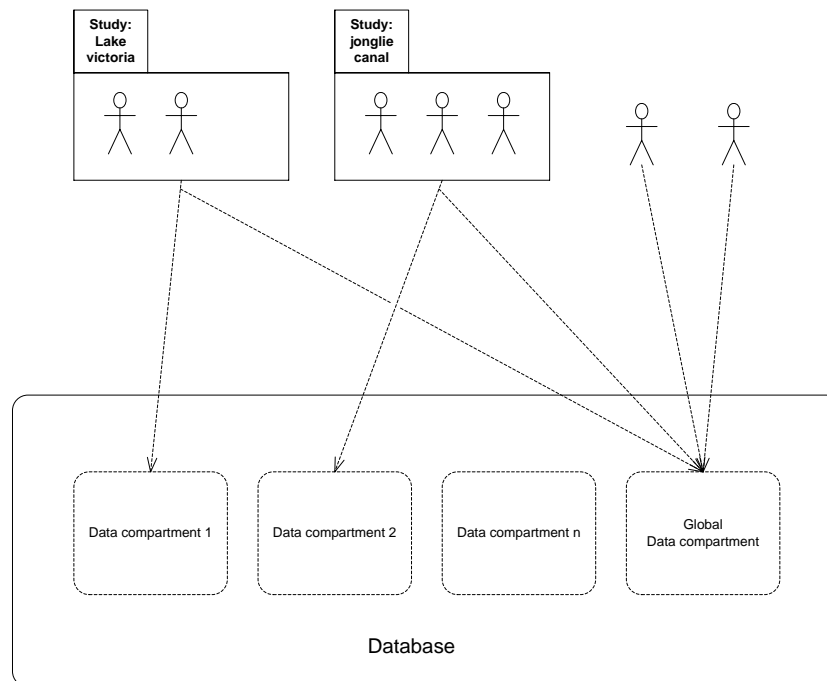 Study:
Lake
victoria
Study:
jonglie
canal
Data compartment 1
Data compartment 2
Data compartment n
Global
Data compartment
Database